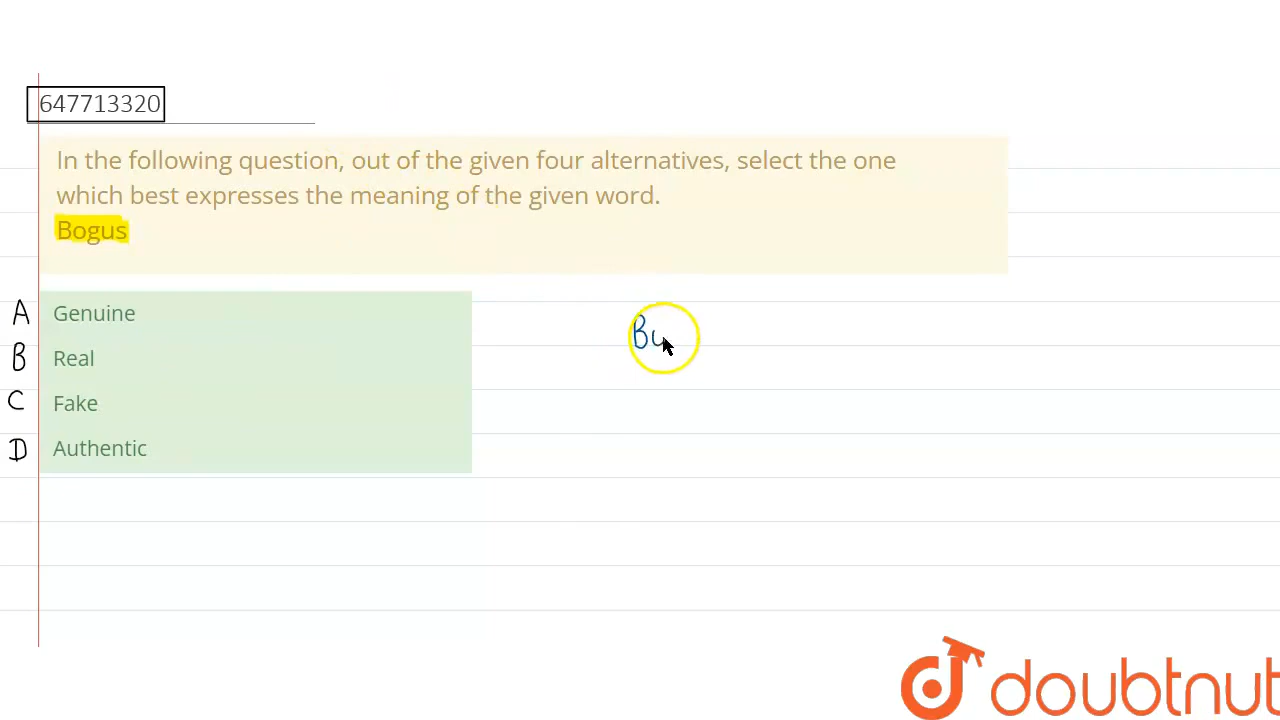 647713320
In the following question, out of the given four alternatives, select the one
which best expresses the meaning of the given word.
Bogus
A Genuine
B Real
C Fake
D Authentic
doubtnut